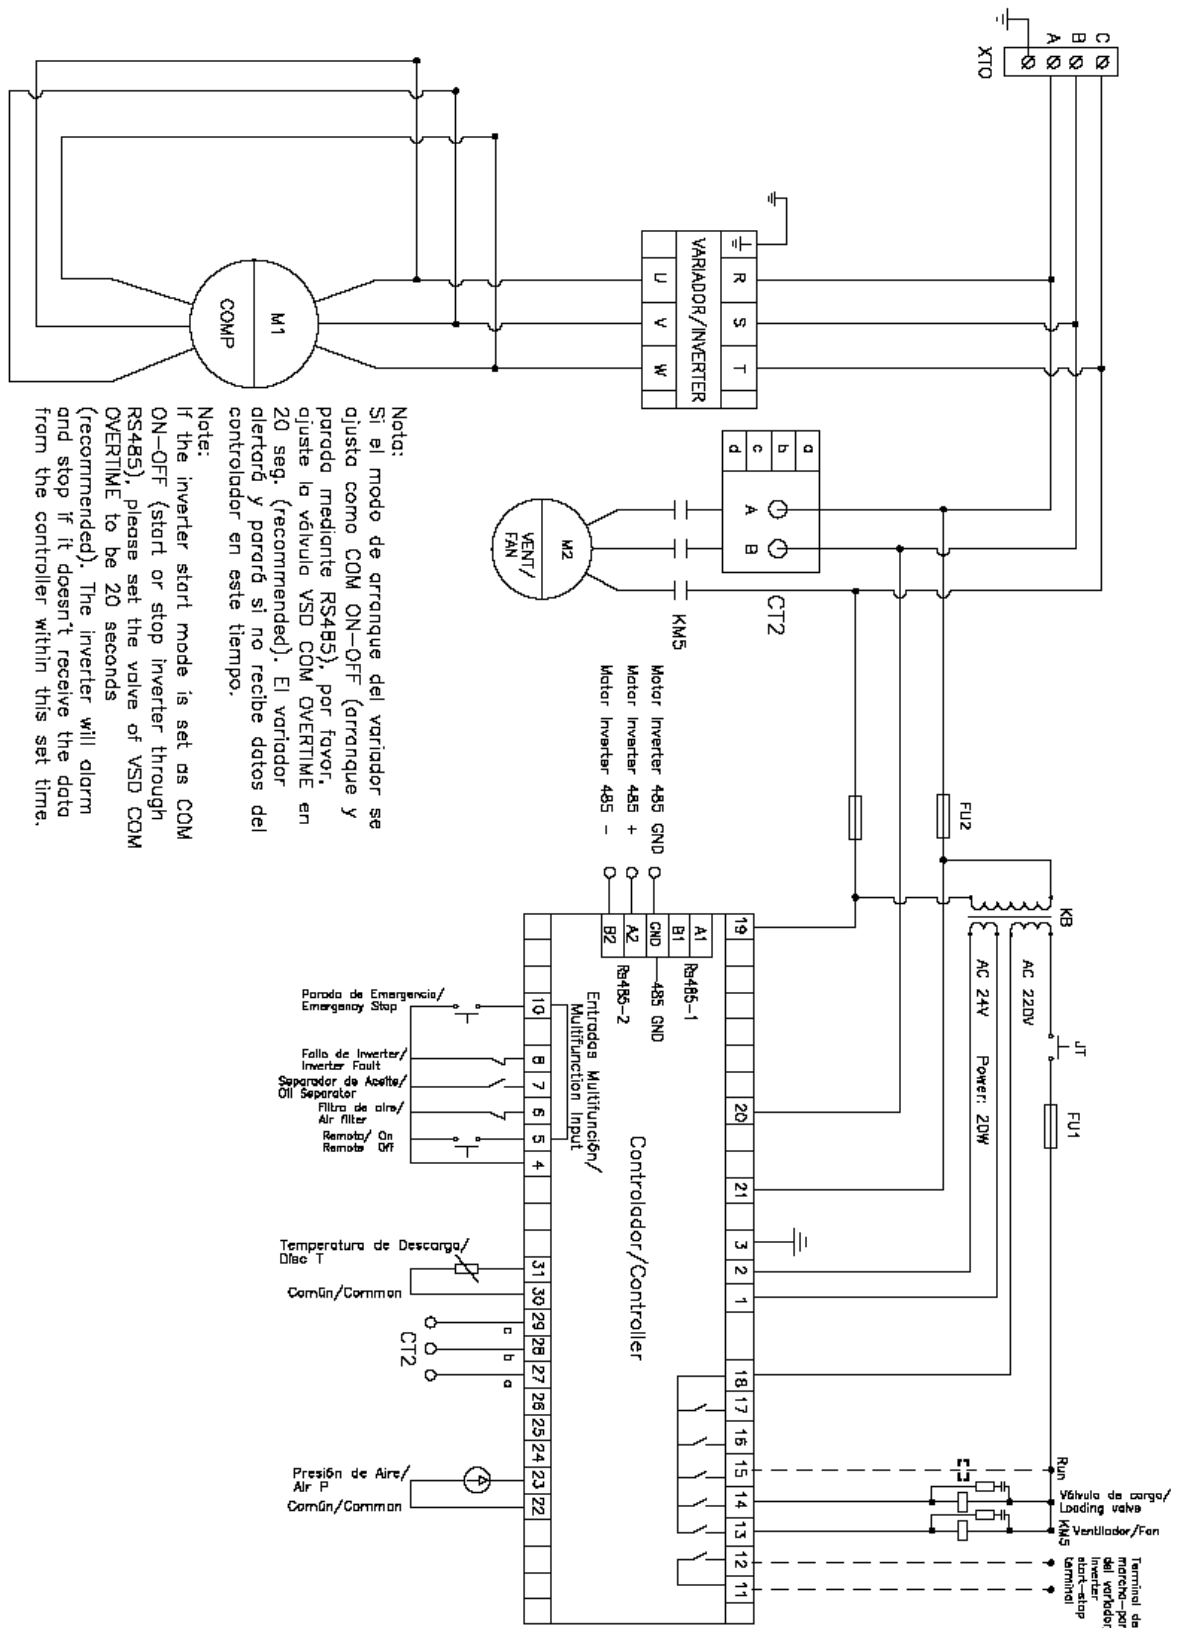 C
B
A
XTO
VARIADOR/INVERTER
R
S
T
U
V
W
M1
COMP
a
b
c
d
A
B
CT2
M2
VENT/
FAN
KM5
Nota:
Si el modo de arranque del variador se
ajusta como COM ON-OFF (arranque y
parada mediante RS485), por favor,
ajuste la válvula VSD COM OVERTIME en
20 seg. (recommended). El variador
alertará y parará si no recibe datos del
controlador en este tiempo.
Note:
If the inverter start mode is set as COM
ON-OFF (start or stop inverter through
RS485), please set the valve of VSD COM
OVERTIME to be 20 seconds
(recommended). The inverter will alarm
and stop if it doesn't receive the data
from the controller within this set time.
Motor Inverter 485 GND
Motor Inverter 485 +
Motor Inverter 485 -
FU2
KB
AC 220V
AC 24V Power: 20W
JT
FU1
A1
B1
GND
A2
B2
Rs485-1
485 GND
Rs485-2
19
20
21
3
2
1
18
17
16
15
14
13
12
11
Controlador/Controller
Entradas Multifunción/
Multifunction Input
10
8
7
6
5
4
31
30
29
28
27
26
25
24
23
22
Parada de Emergencia/
Emergency Stop
Fallo de Inverter/
Inverter Fault
Separador de Aceite/
Oil Separator
Filtro de aire/
Air filter
Remoto/ On
Remote Off
Temperatura de Descarga/
Disc T
Común/Common
c
b
a
CT2
Presión de Aire/
Air P
Común/Common
Run
Válvula de carga/
Loading valve
KM5
Ventilador/Fan
Terminal de
marcha-par
del variador
Inverter
start-stop
terminal